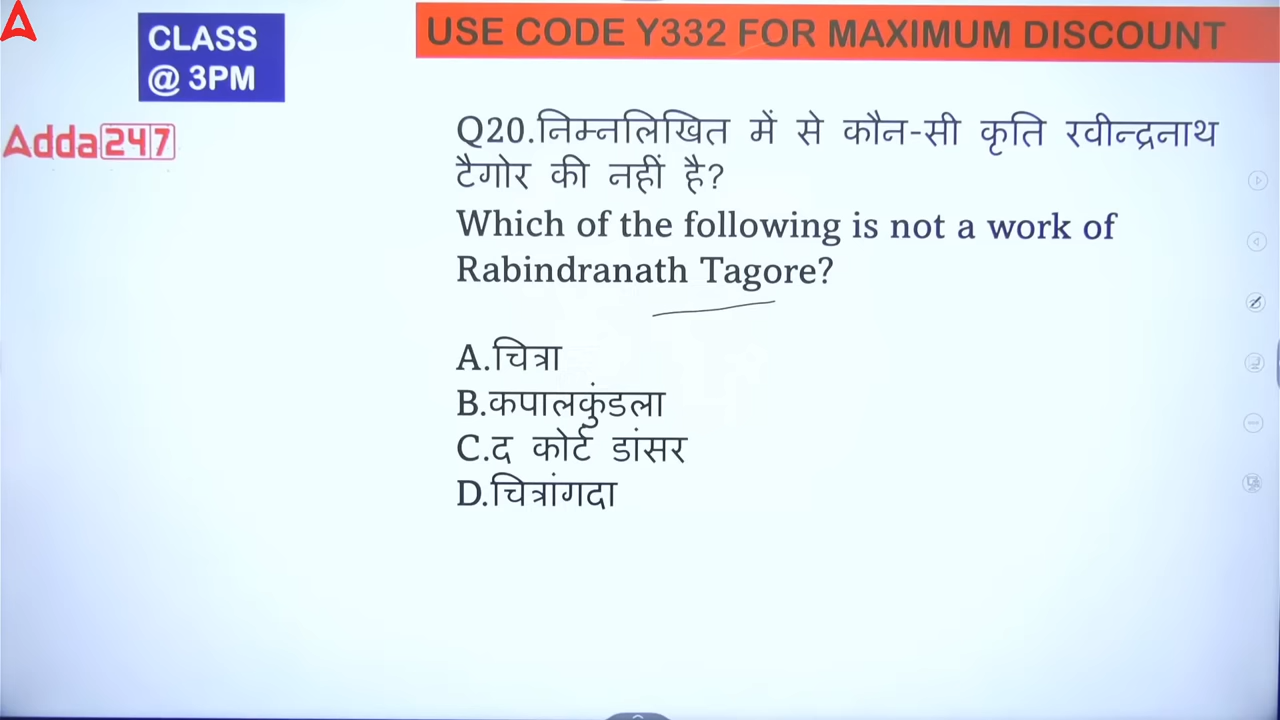 CLASS
@ 3PM
USE CODE Y332 FOR MAXIMUM DISCOUNT
Adda247
Q20.निम्नलिखित में से कौन-सी कृति रवीन्द्रनाथ
टैगोर की नहीं है?
Which of the following is not a work of
Rabindranath Tagore?
A.चित्रा
B.कपालकुंडला
C.द कोर्ट डांसर
D.चित्रांगदा